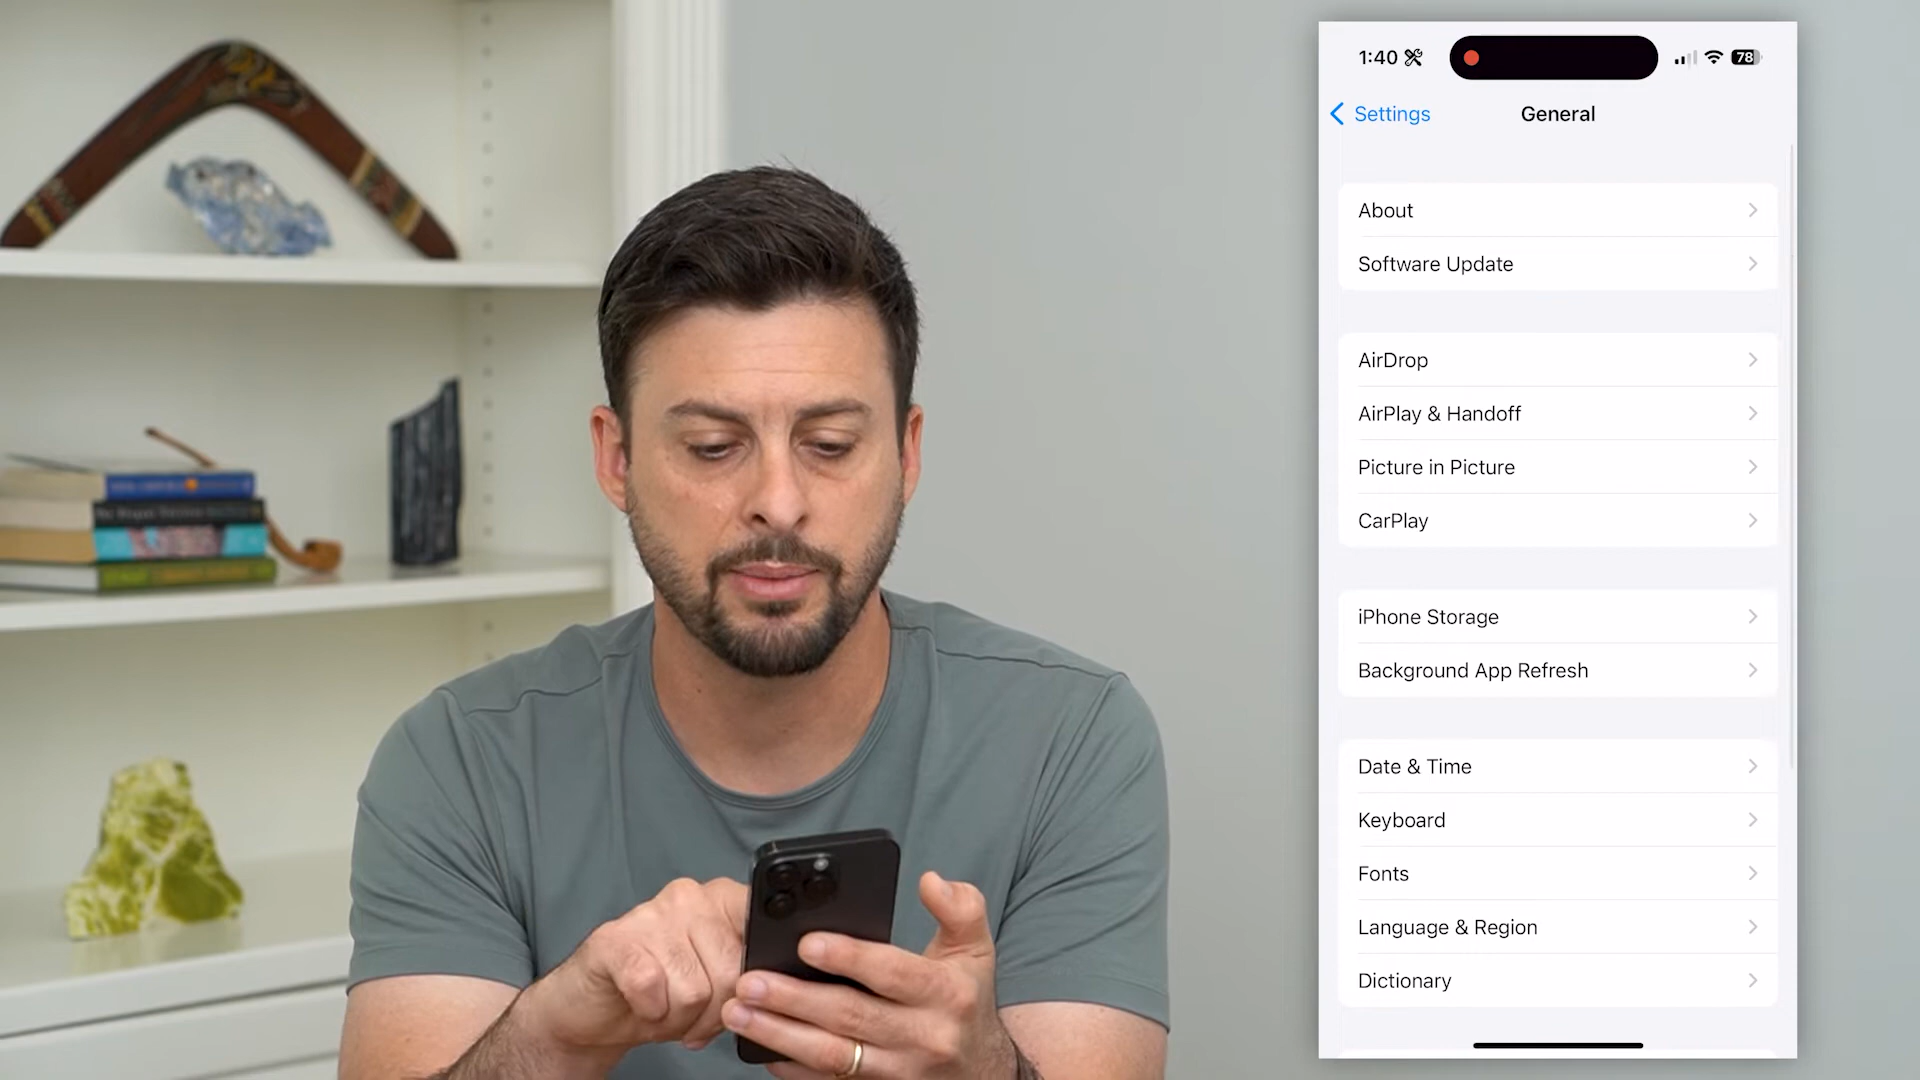 1:40
78
Settings
General
About
Software Update
AirDrop
AirPlay & Handoff
Picture in Picture
CarPlay
iPhone Storage
Background App Refresh
Date & Time
Keyboard
Fonts
Language & Region
Dictionary